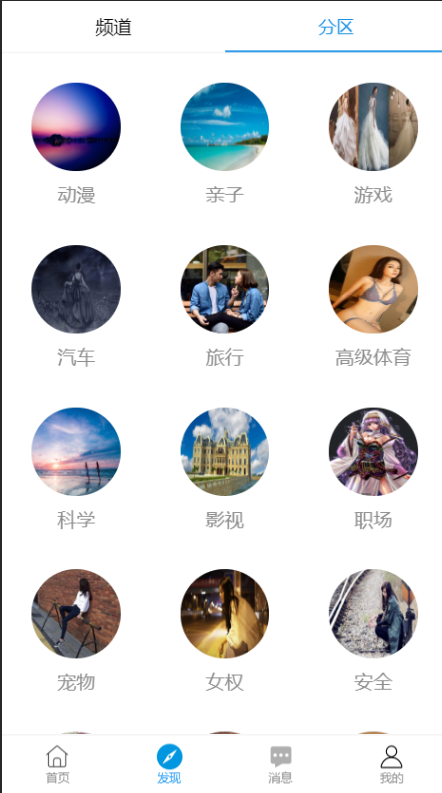 频道 分区
动漫 亲子 游戏
汽车 旅行 高级体育
科学 影视 职场
宠物 女权 安全
首页 发现 消息 我的